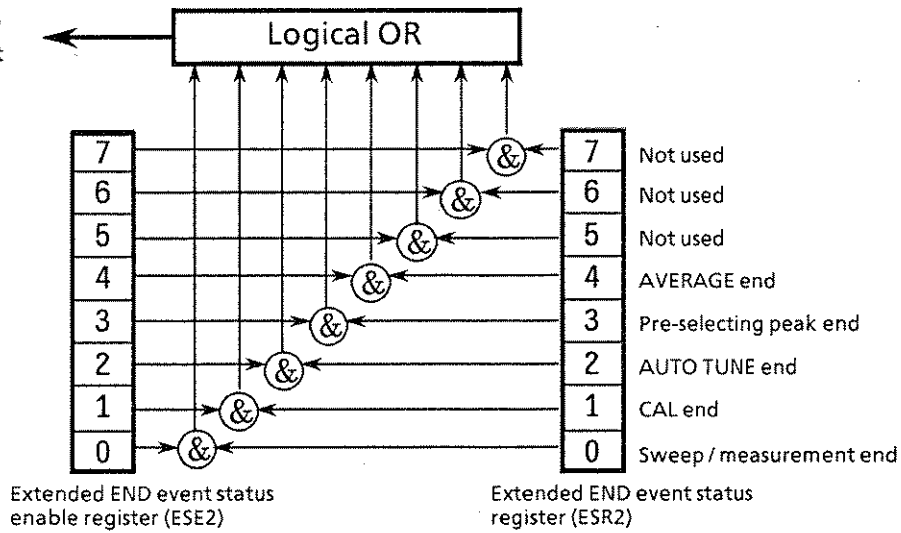 Logical OR
7 & 7 Not used
6 & 6 Not used
5 & 5 Not used
4 & 4 AVERAGE end
3 & 3 Pre-selecting peak end
2 & 2 AUTO TUNE end
1 & 1 CAL end
0 & 0 Sweep / measurement end
Extended END event status
enable register (ESE2)
Extended END event status
register (ESR2)